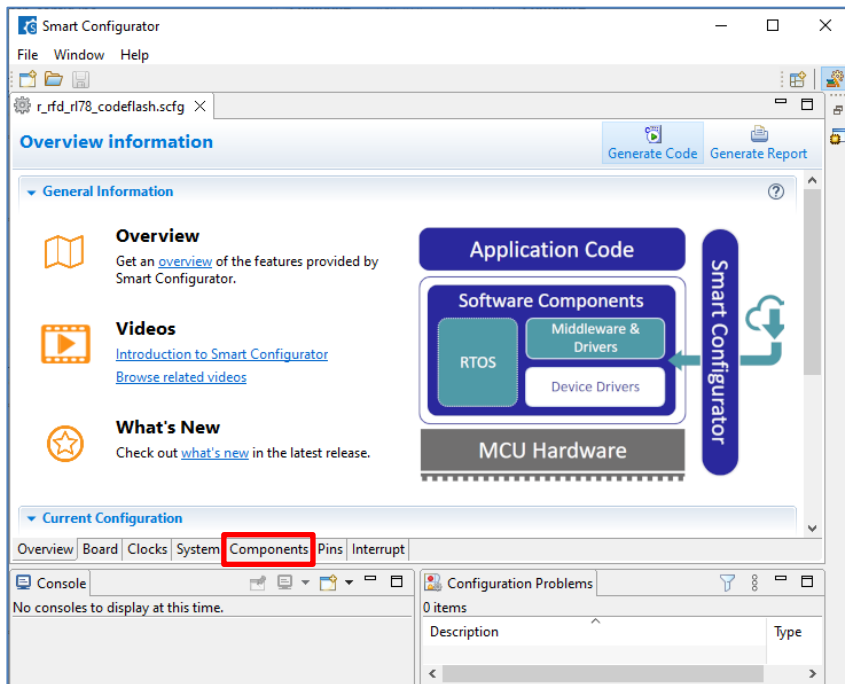 Smart Configurator
File Window Help
r_rfd_rl78_codeflash.scfg
Overview information
Generate Code
Generate Report
General Information
Overview
Get an overview of the features provided by
Smart Configurator.
Videos
Introduction to Smart Configurator
Browse related videos
What's New
Check out what's new in the latest release.
Application Code
Software Components
RTOS
Middleware &
Drivers
Device Drivers
MCU Hardware
Smart Configurator
Current Configuration
Overview Board Clocks System Components Pins Interrupt
Console
No consoles to display at this time.
Configuration Problems
0 items
Description Type